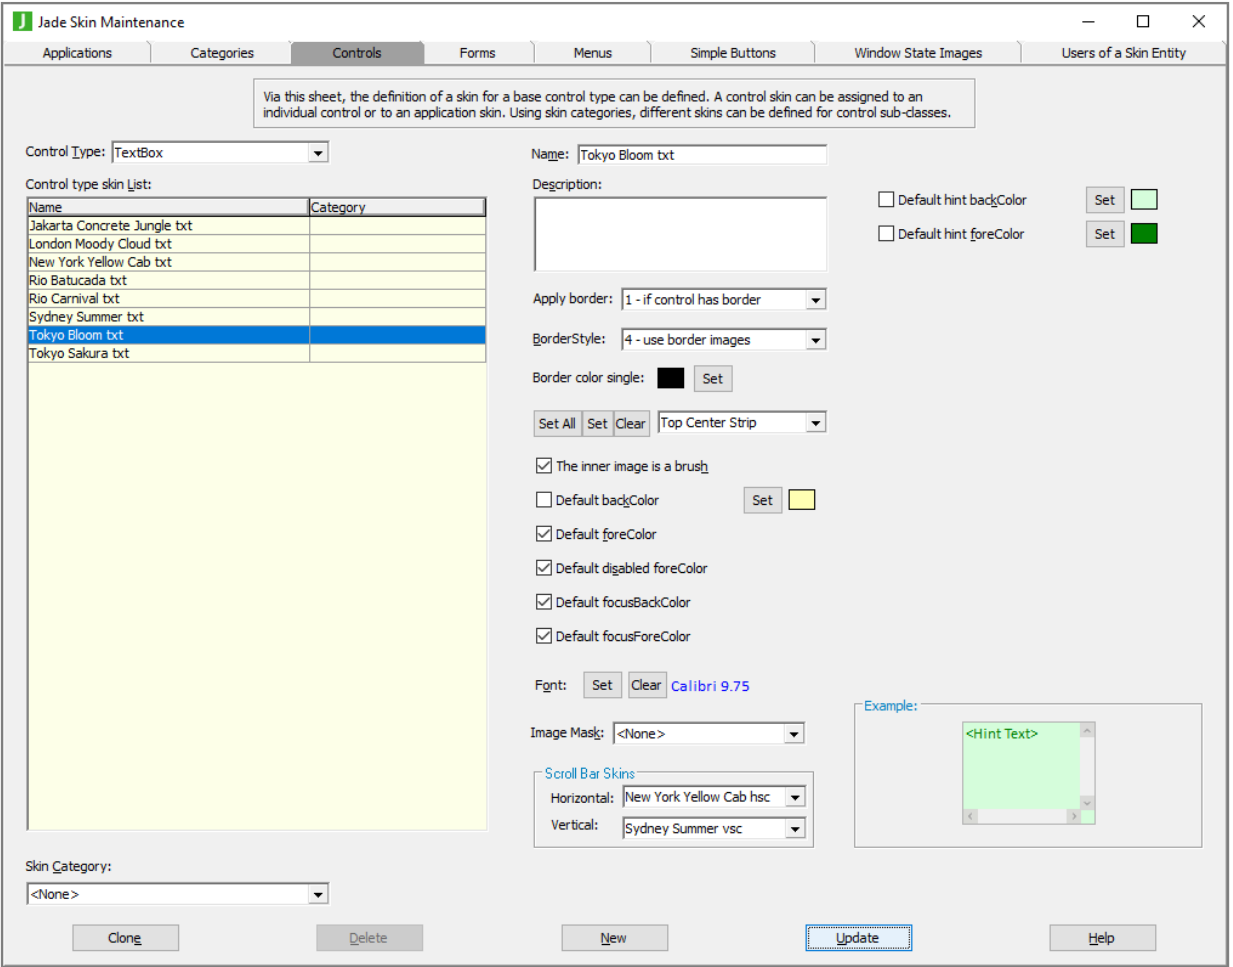 Jade Skin Maintenance
Applications
Categories
Controls
Forms
Menus
Simple Buttons
Window State Images
Users of a Skin Entity
Via this sheet, the definition of a skin for a base control type can be defined. A control skin can be assigned to an
individual control or to an application skin. Using skin categories, different skins can be defined for control sub-classes.
Control Type: TextBox
Control type skin List:
Name Category
Jakarta Concrete Jungle txt
London Moody Cloud txt
New York Yellow Cab txt
Rio Batucada txt
Rio Carnival txt
Sydney Summer txt
Tokyo Bloom txt
Tokyo Sakura txt
Skin Category:
<None>
Name: Tokyo Bloom txt
Description:
Apply border: 1 - if control has border
BorderStyle: 4 - use border images
Border color single: Set
Set All Set Clear Top Center Strip
The inner image is a brush
Default backColor Set
Default foreColor
Default disabled foreColor
Default focusBackColor
Default focusForeColor
Font: Set Clear Calibri 9.75
Image Mask: <None>
Scroll Bar Skins
Horizontal: New York Yellow Cab hsc
Vertical: Sydney Summer vsc
Default hint backColor Set
Default hint foreColor Set
Example:
<Hint Text>
Clone
Delete
New
Update
Help